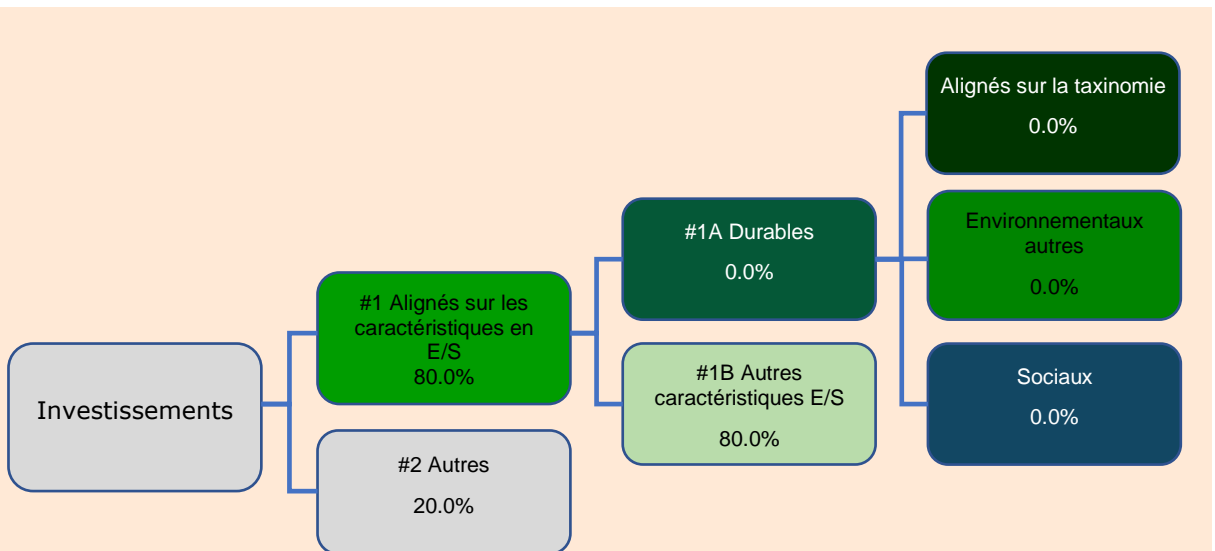 Investissements
#1 Alignés sur les
caractéristiques en
E/S
80.0%
#2 Autres
20.0%
#1A Durables
0.0%
#1B Autres
caractéristiques E/S
80.0%
Alignés sur la taxinomie
0.0%
Environnementaux
autres
0.0%
Sociaux
0.0%